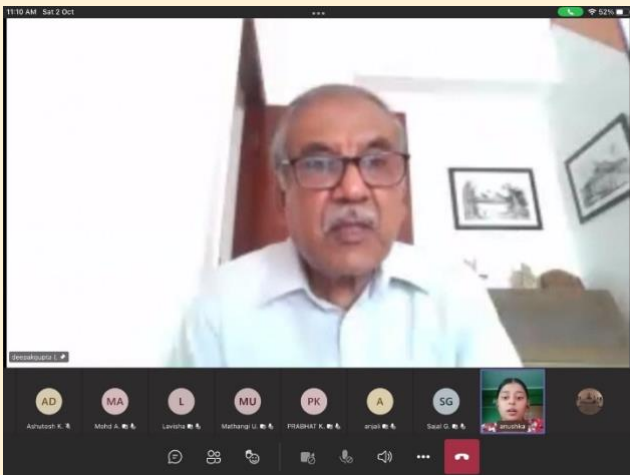 11:10 AM Sat 2 Oct
52%
deepakgupta (
AD
MA
L
MU
PK
A
SG
Ashutosh K.
Mohd A.
Lavisha
Mathangi U.
PRABHAT K.
anjali
Saail G.
anushka